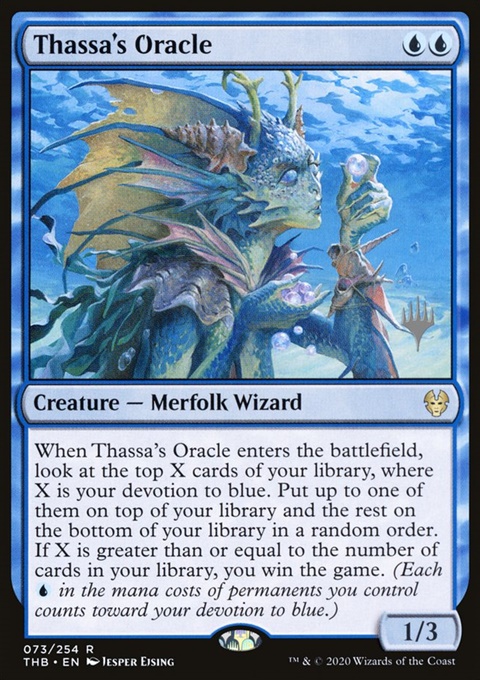 Thassa's Oracle
Creature — Merfolk Wizard
When Thassa's Oracle enters the battlefield,
look at the top X cards of your library, where
X is your devotion to blue. Put up to one of
them on top of your library and the rest on
the bottom of your library in a random order.
If X is greater than or equal to the number of
cards in your library, you win the game. (Each
in the mana costs of permanents you control
counts toward your devotion to blue.)
1/3
073/254 R
THB • EN Jesper Ejsing
™ & © 2020 Wizards of the Coast